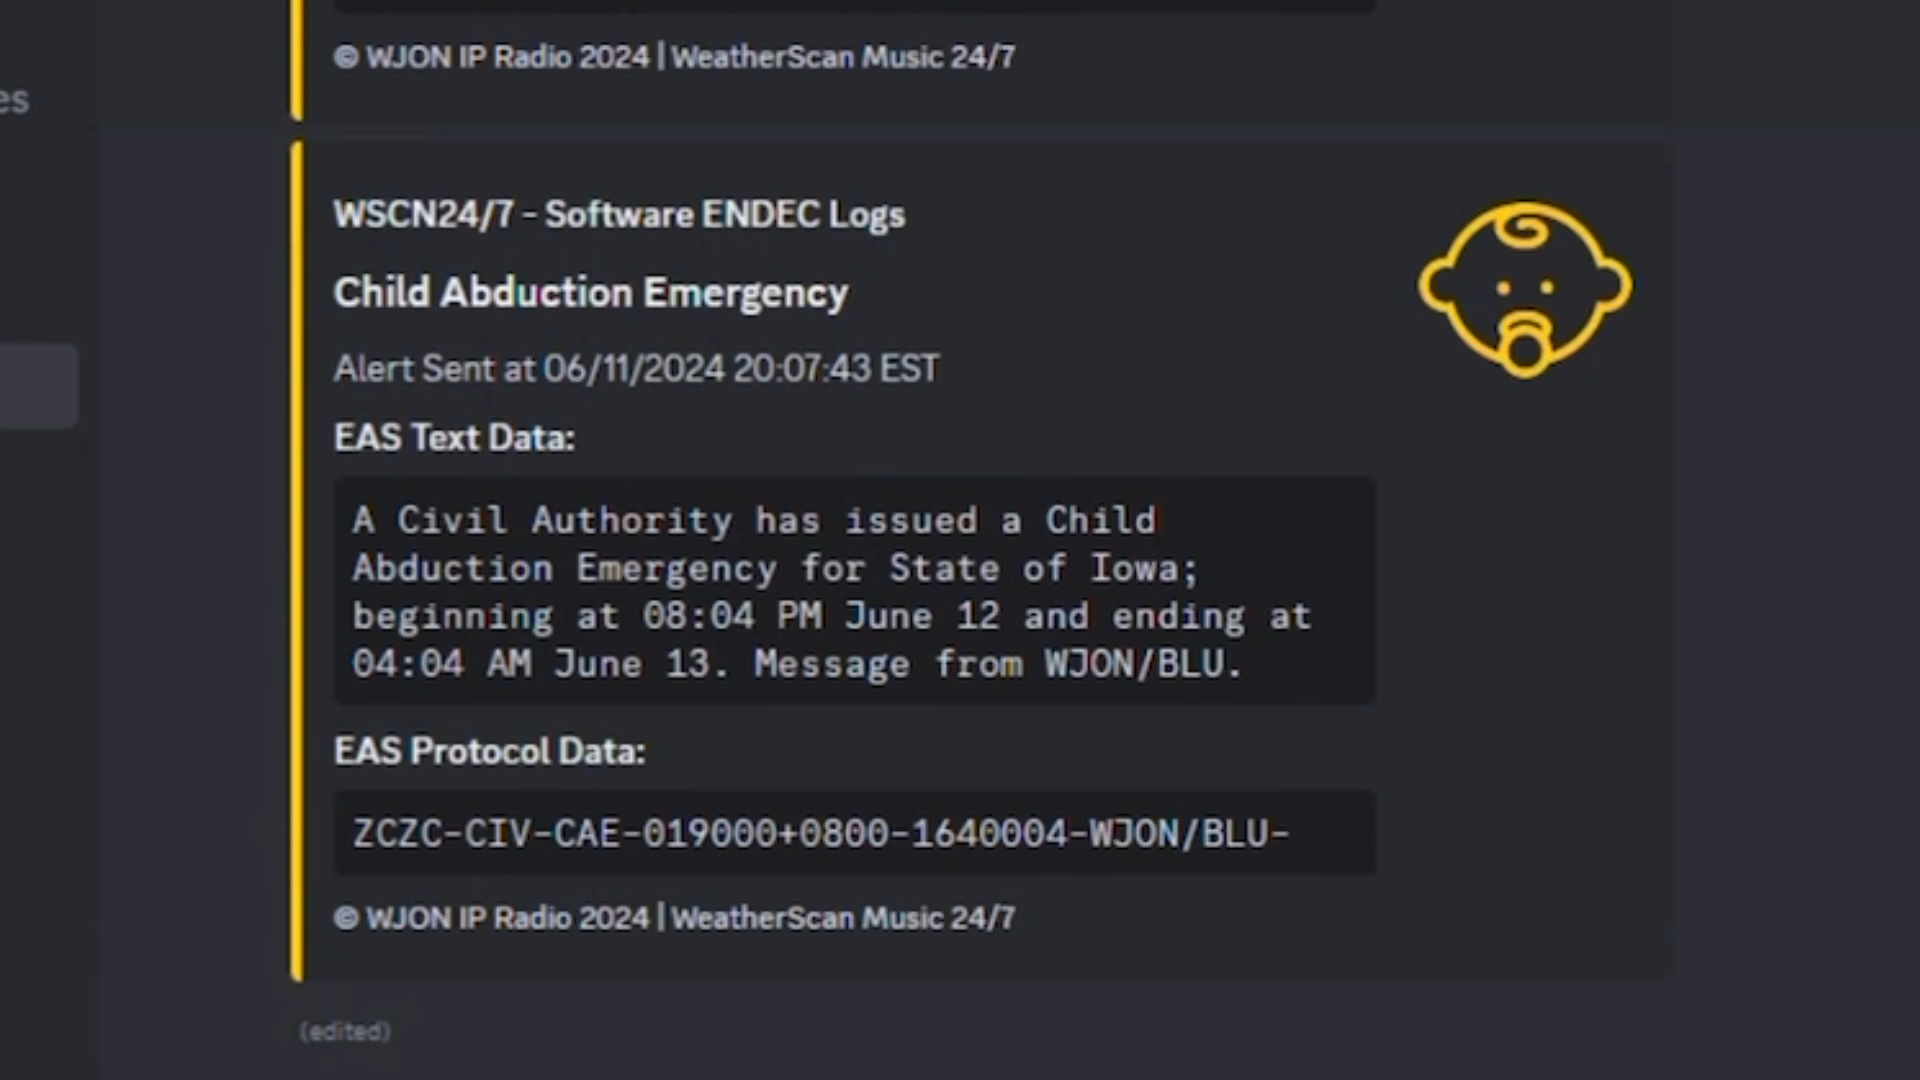 © WJON IP Radio 2024 | WeatherScan Music 24/7
es
WSCN24/7 - Software ENDEC Logs
Child Abduction Emergency
Alert Sent at 06/11/2024 20:07:43 EST
EAS Text Data:
A Civil Authority has issued a Child
Abduction Emergency for State of Iowa;
beginning at 08:04 PM June 12 and ending at
04:04 AM June 13. Message from WJON/BLU.
EAS Protocol Data:
ZCZC-CIV-CAE-019000+0800-1640004-WJON/BLU-
© WJON IP Radio 2024 | WeatherScan Music 24/7
(edited)